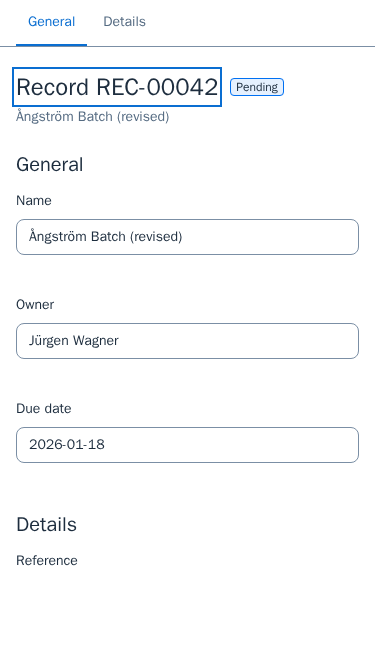 General Details
Record REC-00042 Pending
Ångström Batch (revised)
General
Name
Ångström Batch (revised)
Owner
Jürgen Wagner
Due date
2026-01-18
Details
Reference